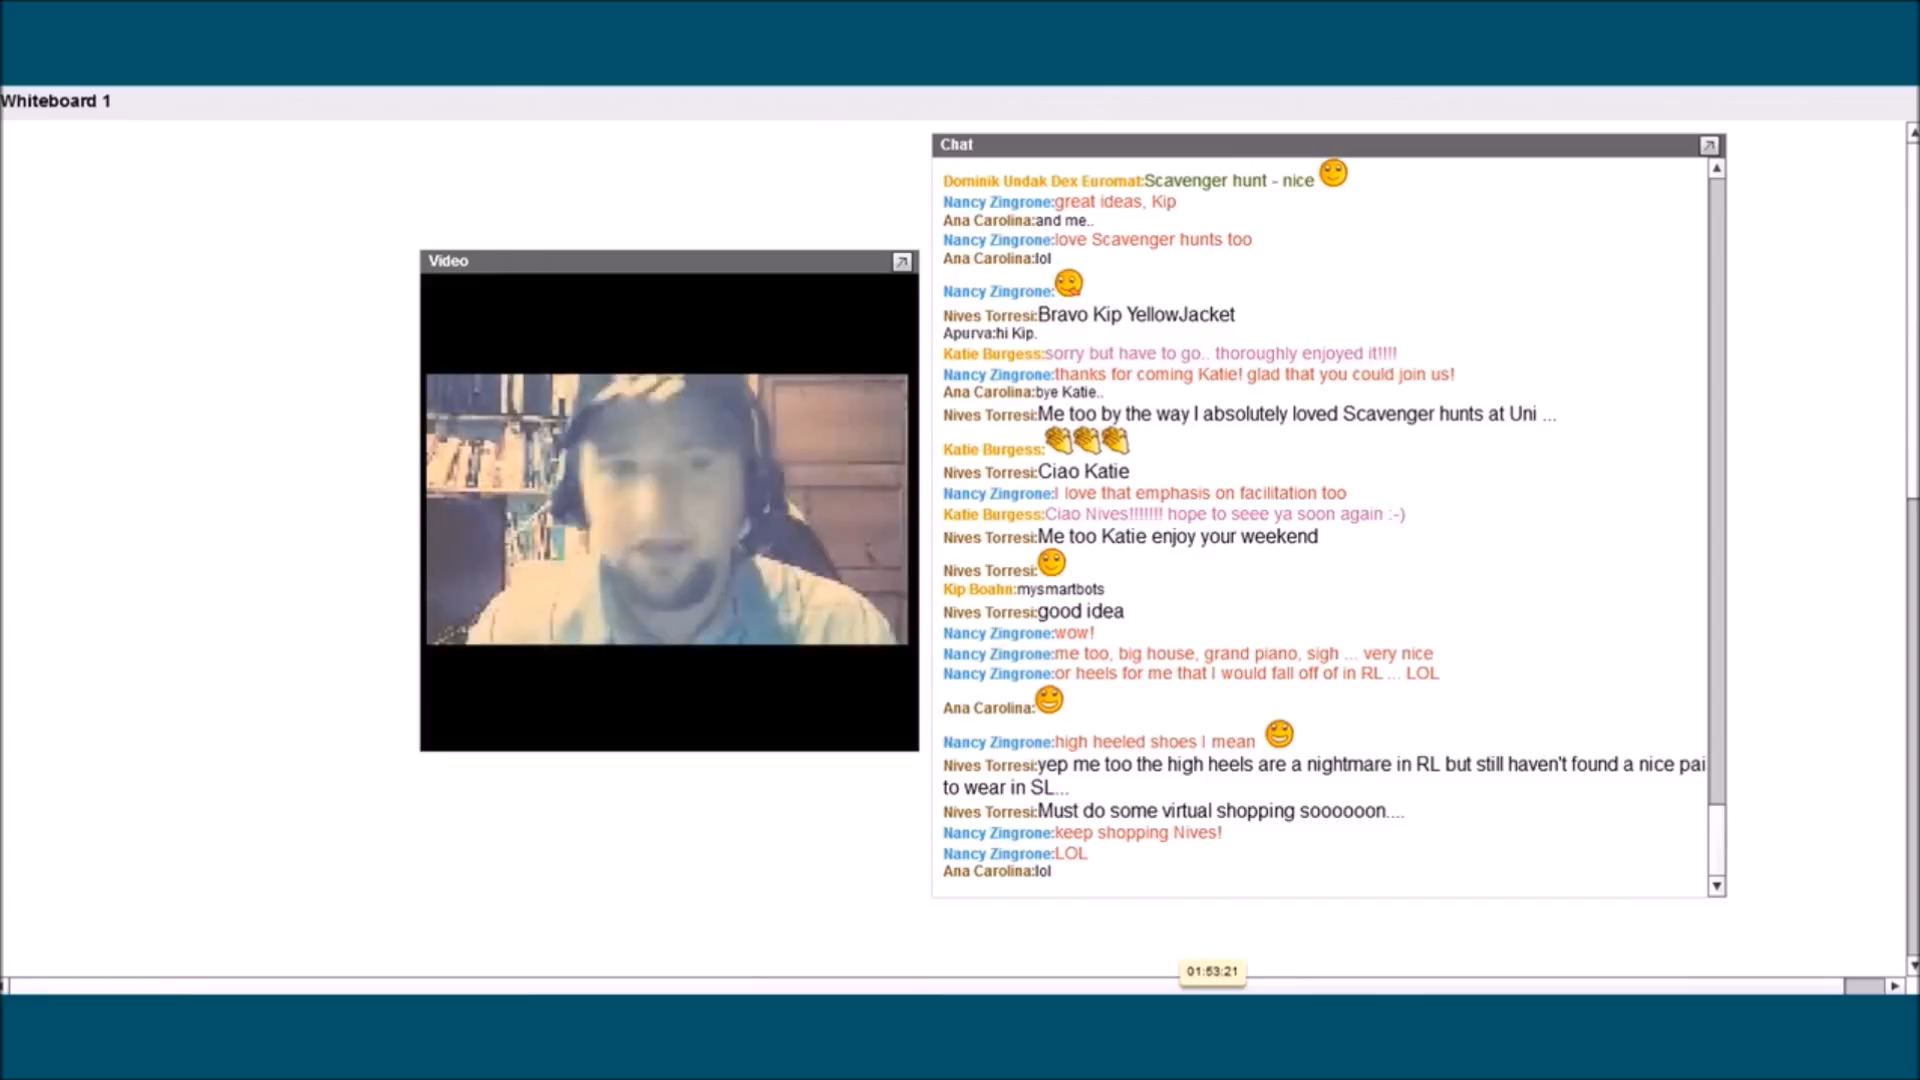 Whiteboard 1
Chat
Dominik Undak Dex Euromat:Scavenger hunt - nice
Nancy Zingrone:great ideas, Kip
Ana Carolina:and me..
Nancy Zingrone:love Scavenger hunts too
Video
Ana Carolina:lol
Nancy Zingrone:
Nives Torresi:Bravo Kip YellowJacket
Apurva:hi Kip.
Katie Burgess:sorry but have to go.. thoroughly enjoyed it!!!!
Nancy Zingrone:thanks for coming Katie! glad that you could join us!
Ana Carolina:bye Katie..
Nives Torresi:Me too by the way I absolutely loved Scavenger hunts at Uni ...
Katie Burgess:
Nives Torresi:Ciao Katie
Nancy Zingrone:I love that emphasis on facilitation too
Katie Burgess:Ciao Nives!!!!!!! hope to seee ya soon again :-)
Nives Torresi:Me too Katie enjoy your weekend
Nives Torresi:
Kip Boahn:mysmartbots
Nives Torresi:good idea
Nancy Zingrone:wow!
Nancy Zingrone:me too, big house, grand piano, sigh ... very nice
Nancy Zingrone:or heels for me that I would fall off of in RL ... LOL
Ana Carolina:
Nancy Zingrone:high heeled shoes I mean
Nives Torresi:yep me too the high heels are a nightmare in RL but still haven't found a nice pai
to wear in SL...
Nives Torresi:Must do some virtual shopping soooooon....
Nancy Zingrone:keep shopping Nives!
Nancy Zingrone:LOL
Ana Carolina:lol
01:53:21